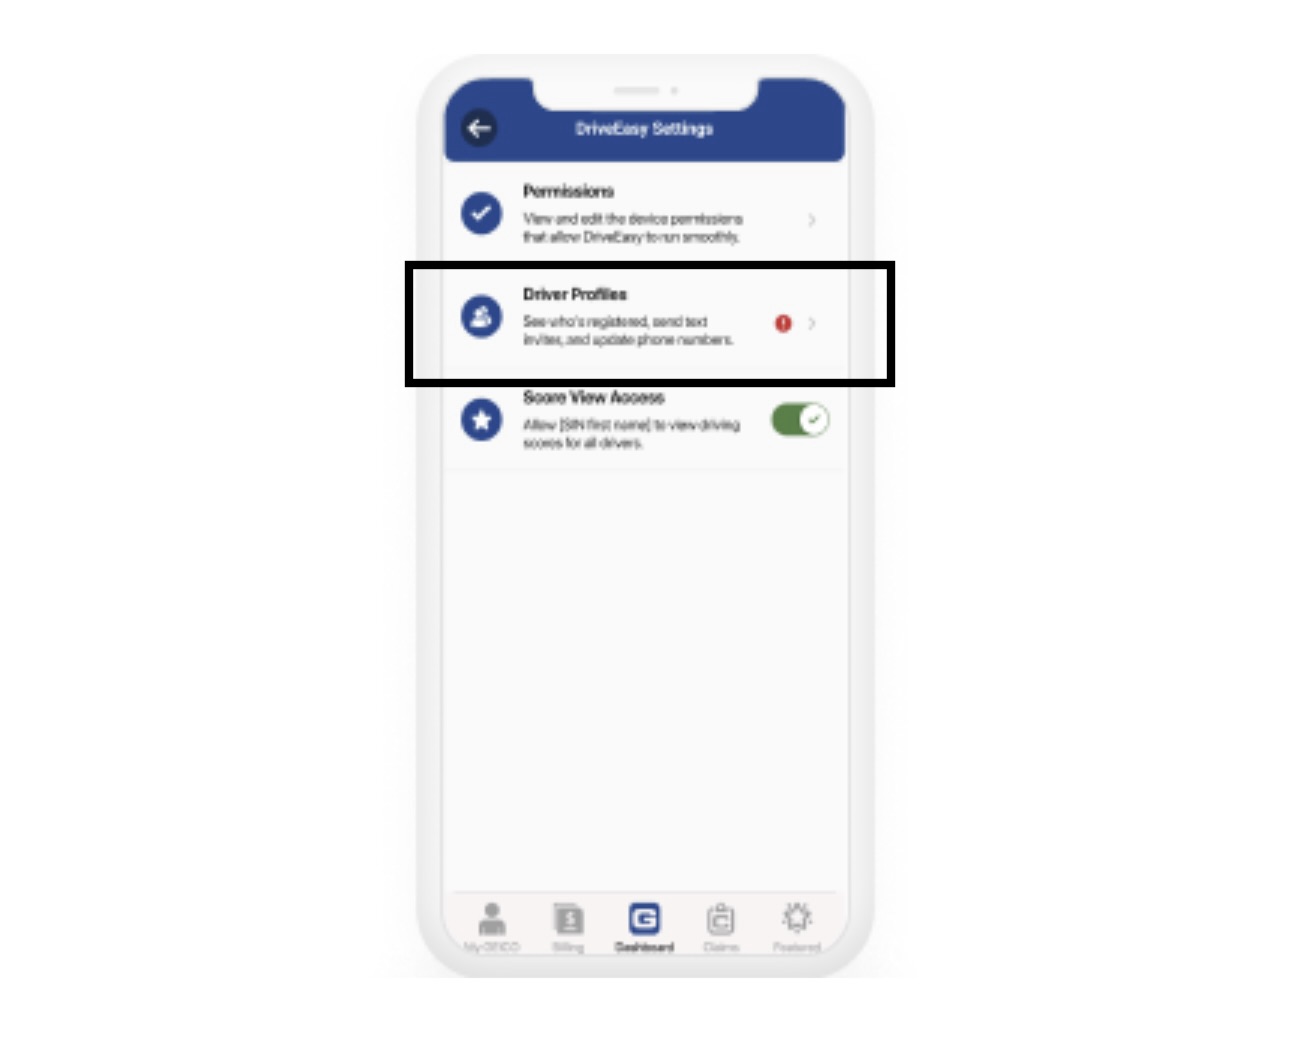 DriveEasy Settings
Permissions
View and edit the device permissions
that allow DriveEasy to run smoothly.
Driver Profiles
See who's registered, send text
invites, and update phone numbers.
Score View Access
Allow [SIN first name] to view driving
scores for all drivers.
My GEICO
Billing
Dashboard
Claims
Featured